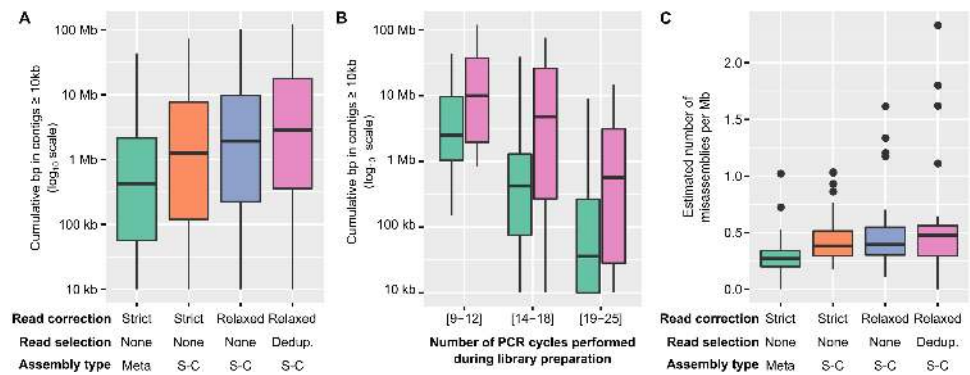 A
Cumulative bp in contigs ≥ 10kb
(log₁₀ scale)
100 Mb
10 Mb
1 Mb
100 kb
10 kb
Read correction Strict Strict Relaxed Relaxed
Read selection None None None Dedup.
Assembly type Meta S-C S-C S-C
B
Cumulative bp in contigs ≥ 10kb
(log₁₀ scale)
100 Mb
10 Mb
1 Mb
100 kb
10 kb
[9−12] [14−18] [19−25]
Number of PCR cycles performed
during library preparation
C
Estimated number of
misassemblies per Mb
2.0
1.5
1.0
0.5
0.0
Read correction Strict Strict Relaxed Relaxed
Read selection None None None Dedup.
Assembly type Meta S-C S-C S-C